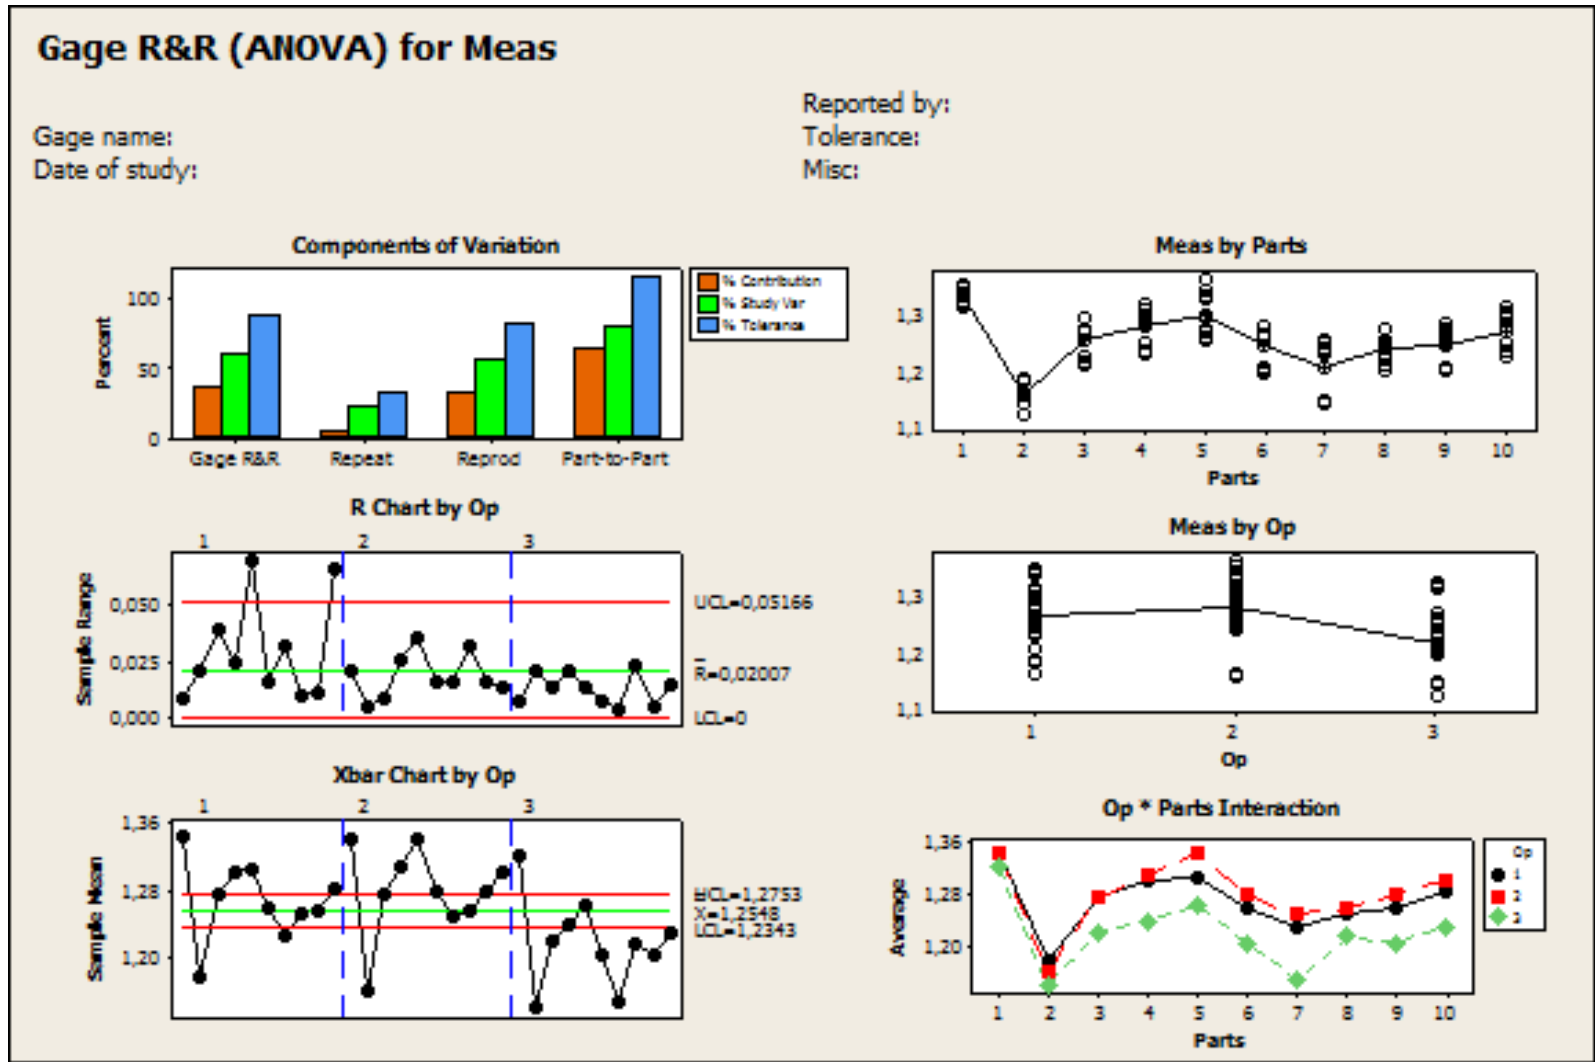 Gage R&R (ANOVA) for Meas
Reported by:
Gage name:
Tolerance:
Date of study:
Misc:
Components of Variation
% Contribution
% Study Var
% Tolerance
Percent
100
50
0
Gage R&R Repeat Reprod Part-to-Part
Meas by Parts
1,3
1,2
1,1
1 2 3 4 5 6 7 8 9 10
Parts
R Chart by Op
1 2 3
Sample Range
0,050
0,025
0,000
UCL=0,05166
R=0,02007
LCL=0
Meas by Op
1,3
1,2
1,1
1 2 3
Op
Xbar Chart by Op
1 2 3
Sample Mean
1,36
1,28
1,20
UCL=1,2753
X=1,2548
LCL=1,2343
Op * Parts Interaction
Average
1,36
1,28
1,20
1 2 3 4 5 6 7 8 9 10
Parts
Op
1
2
3